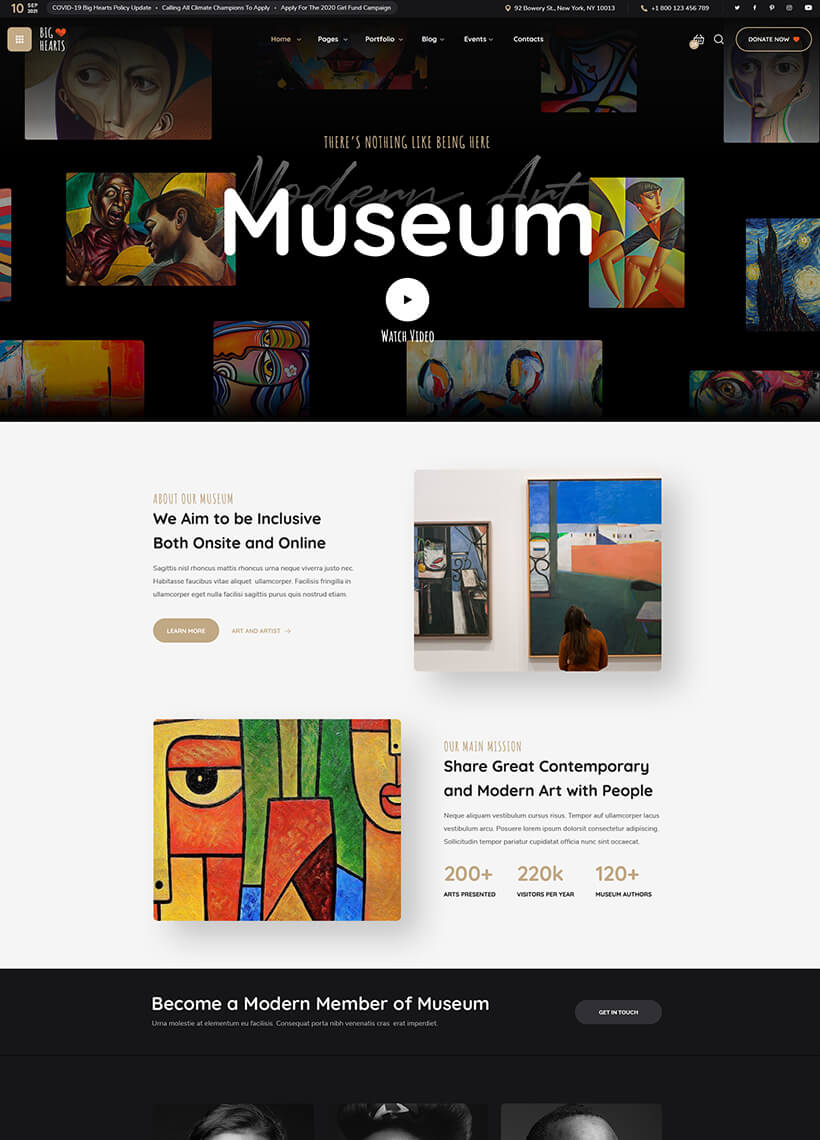 10 SEP 2021
COVID-19 Big Hearts Policy Update • Calling All Climate Champions To Apply • Apply For The 2020 Girl Fund Campaign
92 Bowery St., New York, NY 10013
+1 800 123 456 789
BIG HEARTS
Home Pages Portfolio Blog Events Contacts
DONATE NOW
THERE'S NOTHING LIKE BEING HERE
Modern Art
Museum
WATCH VIDEO
ABOUT OUR MUSEUM
We Aim to be Inclusive
Both Onsite and Online
Sagittis nisl rhoncus mattis rhoncus urna neque viverra justo nec.
Habitasse faucibus vitae aliquet ullamcorper. Facilisis fringilla in
ullamcorper eget nulla facilisi sagittis purus quis nostrud etiam.
LEARN MORE
ART AND ARTIST →
OUR MAIN MISSION
Share Great Contemporary
and Modern Art with People
Neque aliquam vestibulum cursus risus. Tempor auf ullamcorper lacus
vestibulum arcu. Posuere lorem ipsum dolorsit consectetur adipiscing.
Sollicitudin tempor pariatur cupidatat officia nunc sint occaecat.
200+ 220k 120+
ARTS PRESENTED VISITORS PER YEAR MUSEUM AUTHORS
Become a Modern Member of Museum
Urna molestie at elementum eu facilisis. Consequat porta nibh venenatis cras erat imperdiet.
GET IN TOUCH